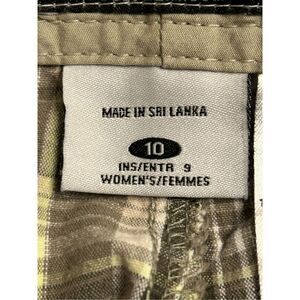 MADE IN SRI LANKA
10
INS/ENTR 9
WOMEN'S/FEMMES